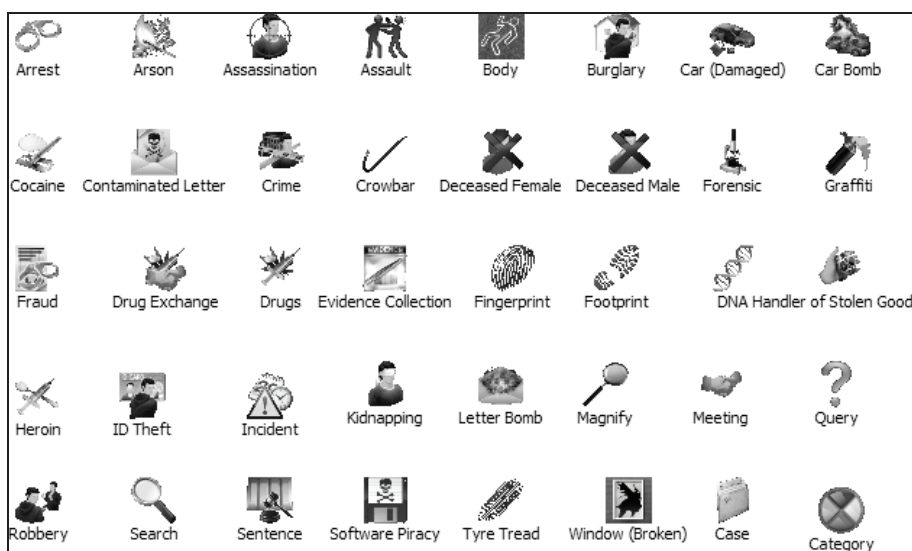 Arrest Arson Assassination Assault Body Burglary Car (Damaged) Car Bomb
Cocaine Contaminated Letter Crime Crowbar Deceased Female Deceased Male Forensic Graffiti
EVIDENCE
Fraud Drug Exchange Drugs Evidence Collection Fingerprint Footprint DNA Handler of Stolen Good
Heroin ID Theft Incident Kidnapping Letter Bomb Magnify Meeting Query
Robbery Search Sentence Software Piracy Tyre Tread Window (Broken) Case Category